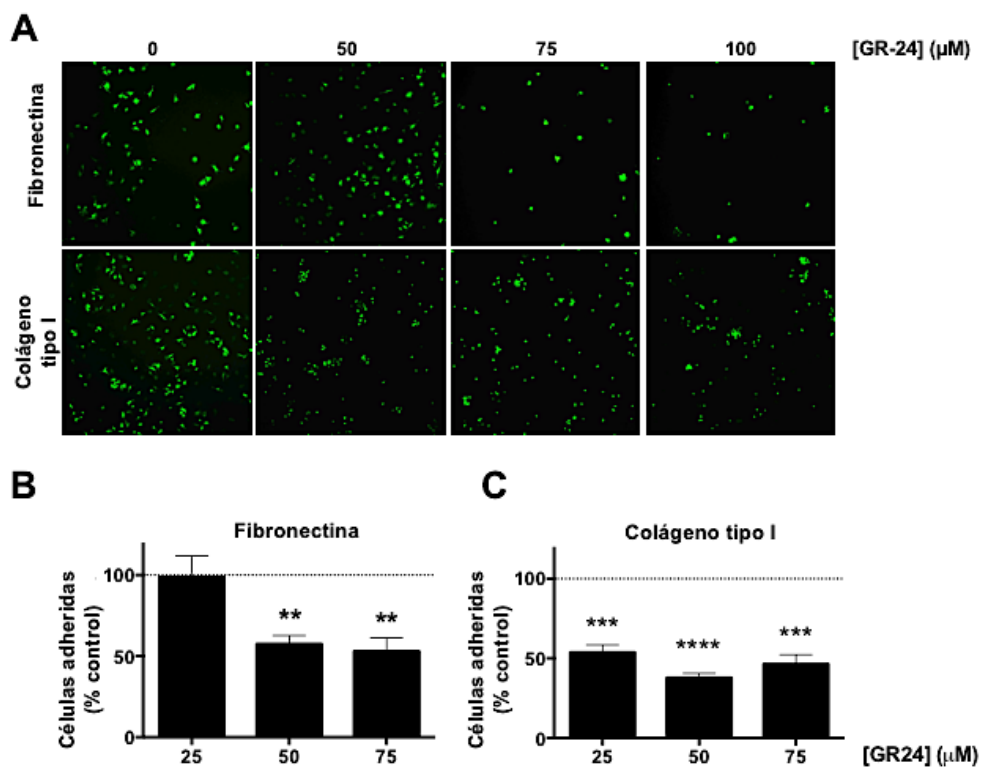 A
0 50 75 100 [GR-24] (µM)
Fibronectina
Colágeno
tipo I
B
Fibronectina
Células adheridas
(% control)
100
50
0
** **
25 50 75
C
Colágeno tipo I
Células adheridas
(% control)
100
50
0
*** **** ***
25 50 75 [GR24] (µM)